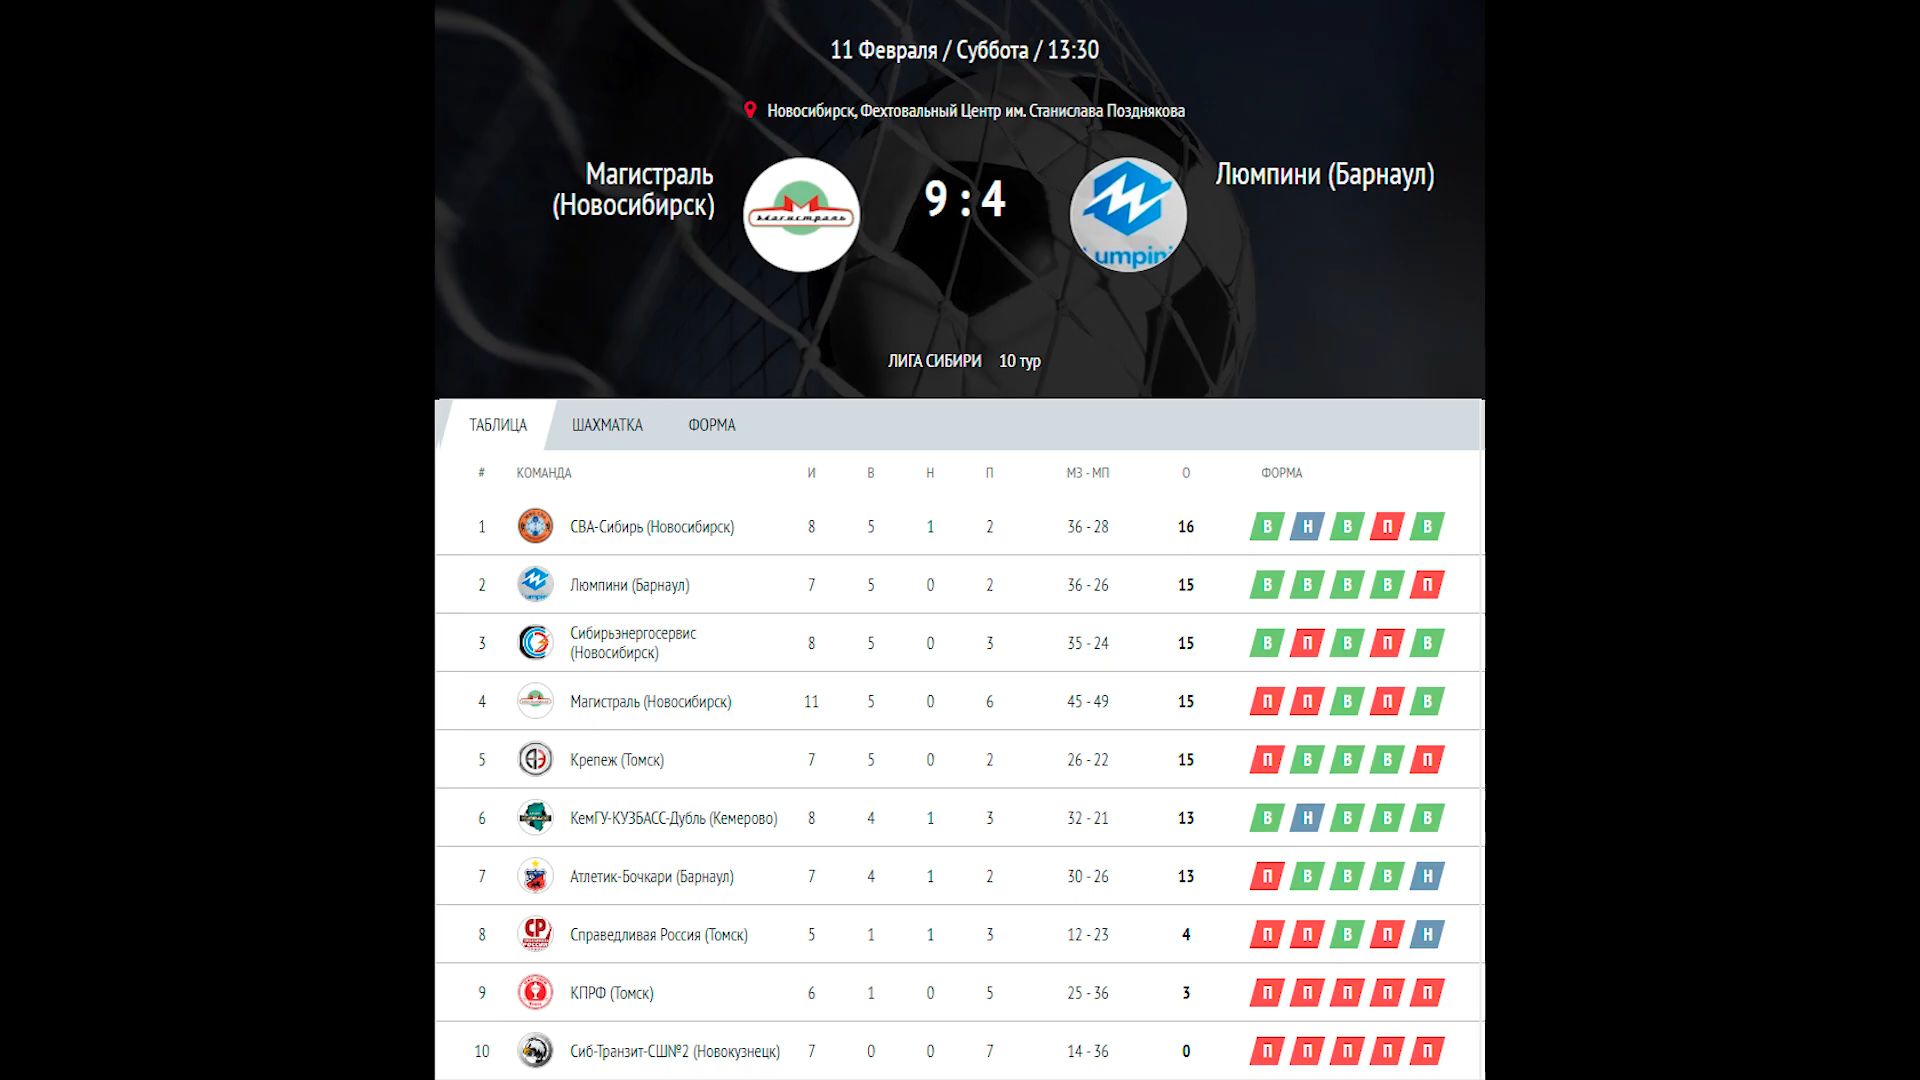 11 Февраля / Суббота / 13:30
Новосибирск, Фехтовальный Центр им. Станислава Позднякова
Магистраль
(Новосибирск)
Магистраль
9 : 4
umpini
Люмпини (Барнаул)
ЛИГА СИБИРИ 10 тур
ТАБЛИЦА ШАХМАТКА ФОРМА
# КОМАНДА И В Н П МЗ - МП О ФОРМА
1 СВА-Сибирь (Новосибирск) 8 5 1 2 36 - 28 16 В Н В П В
2 Люмпини (Барнаул) 7 5 0 2 36 - 26 15 В В В В П
3 Сибирьэнергосервис
(Новосибирск) 8 5 0 3 35 - 24 15 В П В П В
4 Магистраль (Новосибирск) 11 5 0 6 45 - 49 15 П П В П В
5 Крепеж (Томск) 7 5 0 2 26 - 22 15 П В В В П
6 КемГУ-КУЗБАСС-Дубль (Кемерово) 8 4 1 3 32 - 21 13 В Н В В В
7 Атлетик-Бочкари (Барнаул) 7 4 1 2 30 - 26 13 П В В В Н
8 СР Справедливая Россия (Томск) 5 1 1 3 12 - 23 4 П П В П Н
9 КПРФ (Томск) 6 1 0 5 25 - 36 3 П П П П П
10 Сиб-Транзит-СШ№2 (Новокузнецк) 7 0 0 7 14 - 36 0 П П П П П